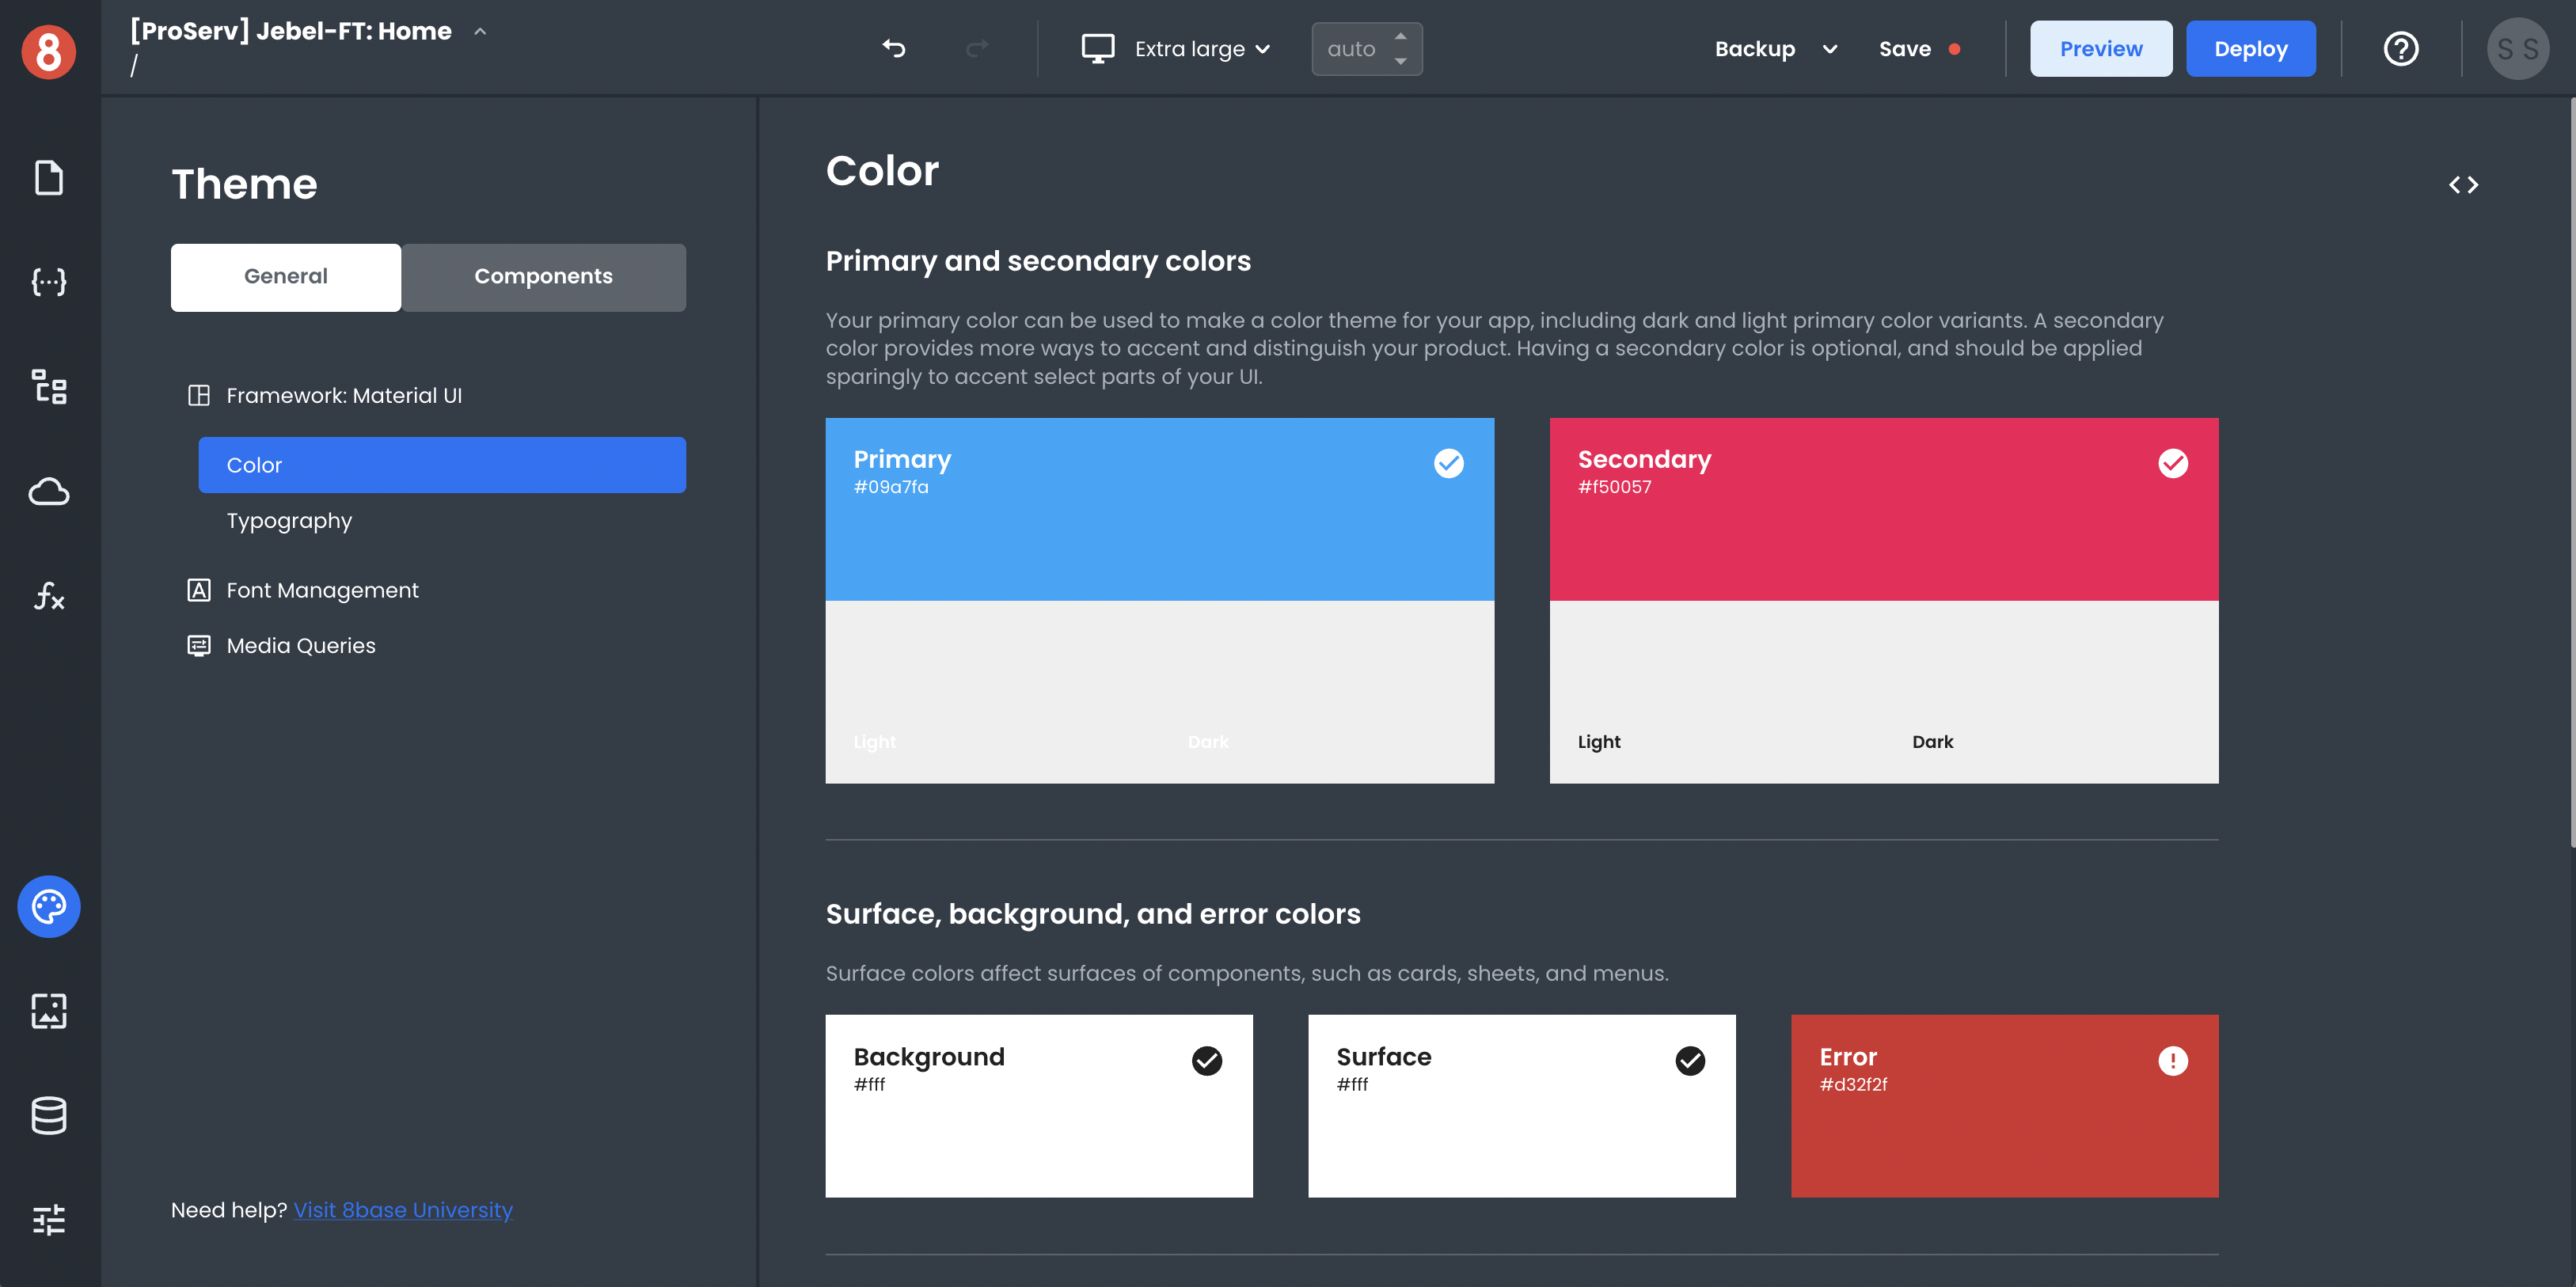 8
[ProServ] Jebel-FT: Home
/
Extra large
auto
Backup
Save
Preview
Deploy
?
S S
Theme
General
Components
Framework: Material UI
Color
Typography
A
Font Management
Media Queries
Need help? Visit 8base University
Color
<>
Primary and secondary colors
Your primary color can be used to make a color theme for your app, including dark and light primary color variants. A secondary
color provides more ways to accent and distinguish your product. Having a secondary color is optional, and should be applied
sparingly to accent select parts of your UI.
Primary
#09a7fa
Light
Dark
Secondary
#f50057
Light
Dark
Surface, background, and error colors
Surface colors affect surfaces of components, such as cards, sheets, and menus.
Background
#fff
Surface
#fff
Error
#d32f2f
!
{···}
fx